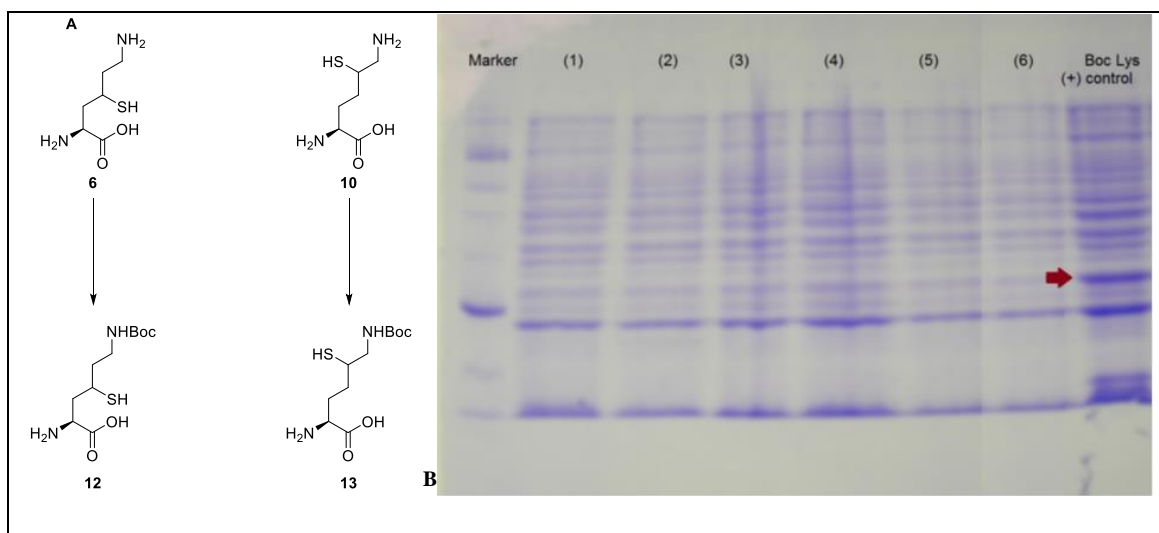 A
NH₂
SH
H₂N
OH
O
6
NH₂
HS
H₂N
OH
O
10
NHBoc
SH
H₂N
OH
O
12
NHBoc
HS
H₂N
OH
O
13
B
Marker (1) (2) (3) (4) (5) (6) Boc Lys
(+) control